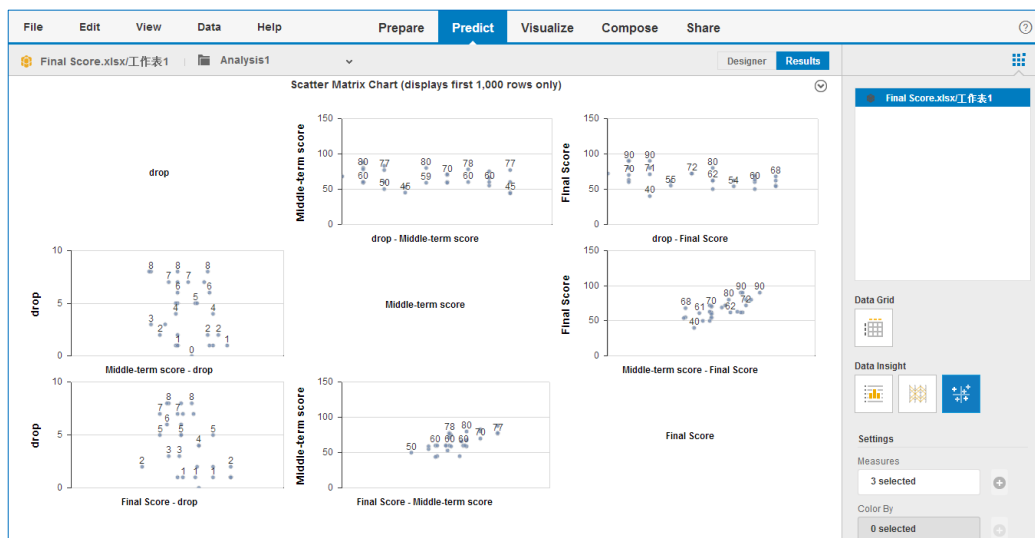 File Edit View Data Help Prepare Predict Visualize Compose Share
Final Score.xlsx/工作表1 Analysis1 Designer Results
Scatter Matrix Chart (displays first 1,000 rows only)
Final Score.xlsx/工作表1
drop
Middle-term score
150
100
50
0
80 77 80 78 77
60 50 45 59 70 60 60 45
drop - Middle-term score
Final Score
150
100
50
0
90 90 72 80
70 71 40 55 62 54 60 68
drop - Final Score
drop
10
5
0
8 8 8
7 7 7
6 6
5
4 4
3 2 2 2
1 0 1
Middle-term score - drop
Middle-term score
Final Score
150
100
50
0
68 61 70 80 90 90
40 62 72
Middle-term score - Final Score
drop
10
5
0
8 8
7 7
6
5 5 5
4
3 3
2 2
1 1 1
Final Score - drop
Middle-term score
150
100
50
0
78 80 70 77
50 60 60 60
Final Score - Middle-term score
Final Score
Data Grid
Data Insight
Settings
Measures
3 selected
Color By
0 selected